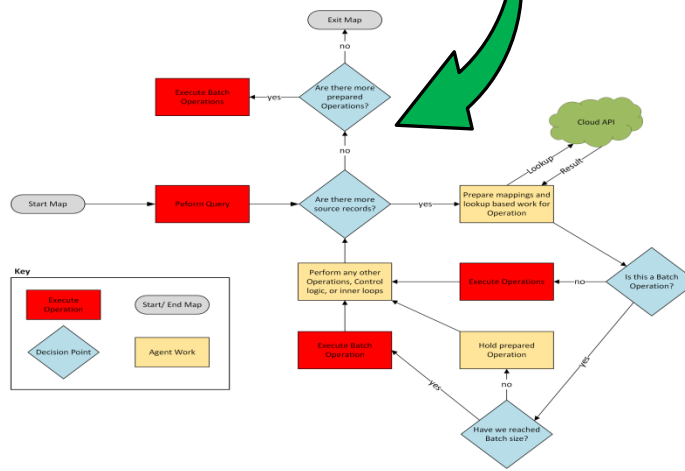 Exit Map
no
Are there more
prepared
Operations?
yes
Execute Batch
Operations
no
Cloud API
Lookup
Result
Start Map
Peform Query
Are there more
source records?
yes
Prepare mappings and
lookup based work for
Operation
Is this a Batch
Operation?
no
Execute Operations
Perform any other
Operations, Control
logic, or inner loops
Key
Execute
Operation
Start/ End Map
Decision Point
Agent Work
Execute Batch
Operation
Hold prepared
Operation
yes
no
yes
Have we reached
Batch size?